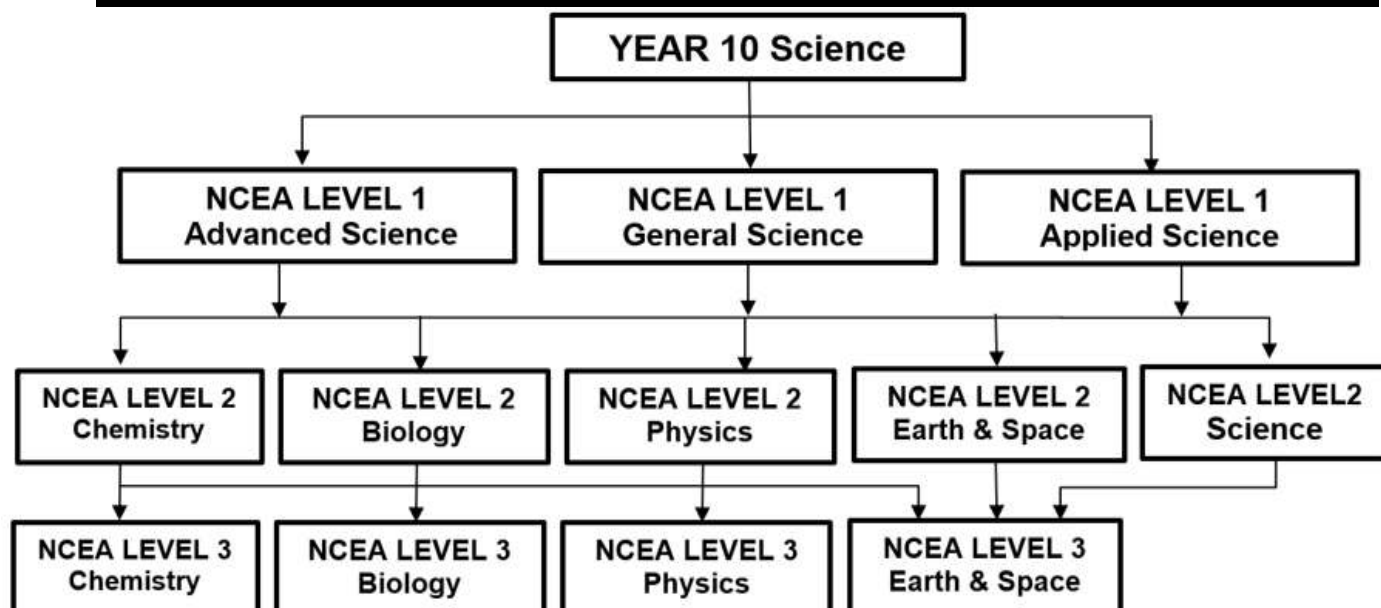 YEAR 10 Science
NCEA LEVEL 1
Advanced Science
NCEA LEVEL 1
General Science
NCEA LEVEL 1
Applied Science
NCEA LEVEL 2
Chemistry
NCEA LEVEL 2
Biology
NCEA LEVEL 2
Physics
NCEA LEVEL 2
Earth & Space
NCEA LEVEL2
Science
NCEA LEVEL 3
Chemistry
NCEA LEVEL 3
Biology
NCEA LEVEL 3
Physics
NCEA LEVEL 3
Earth & Space